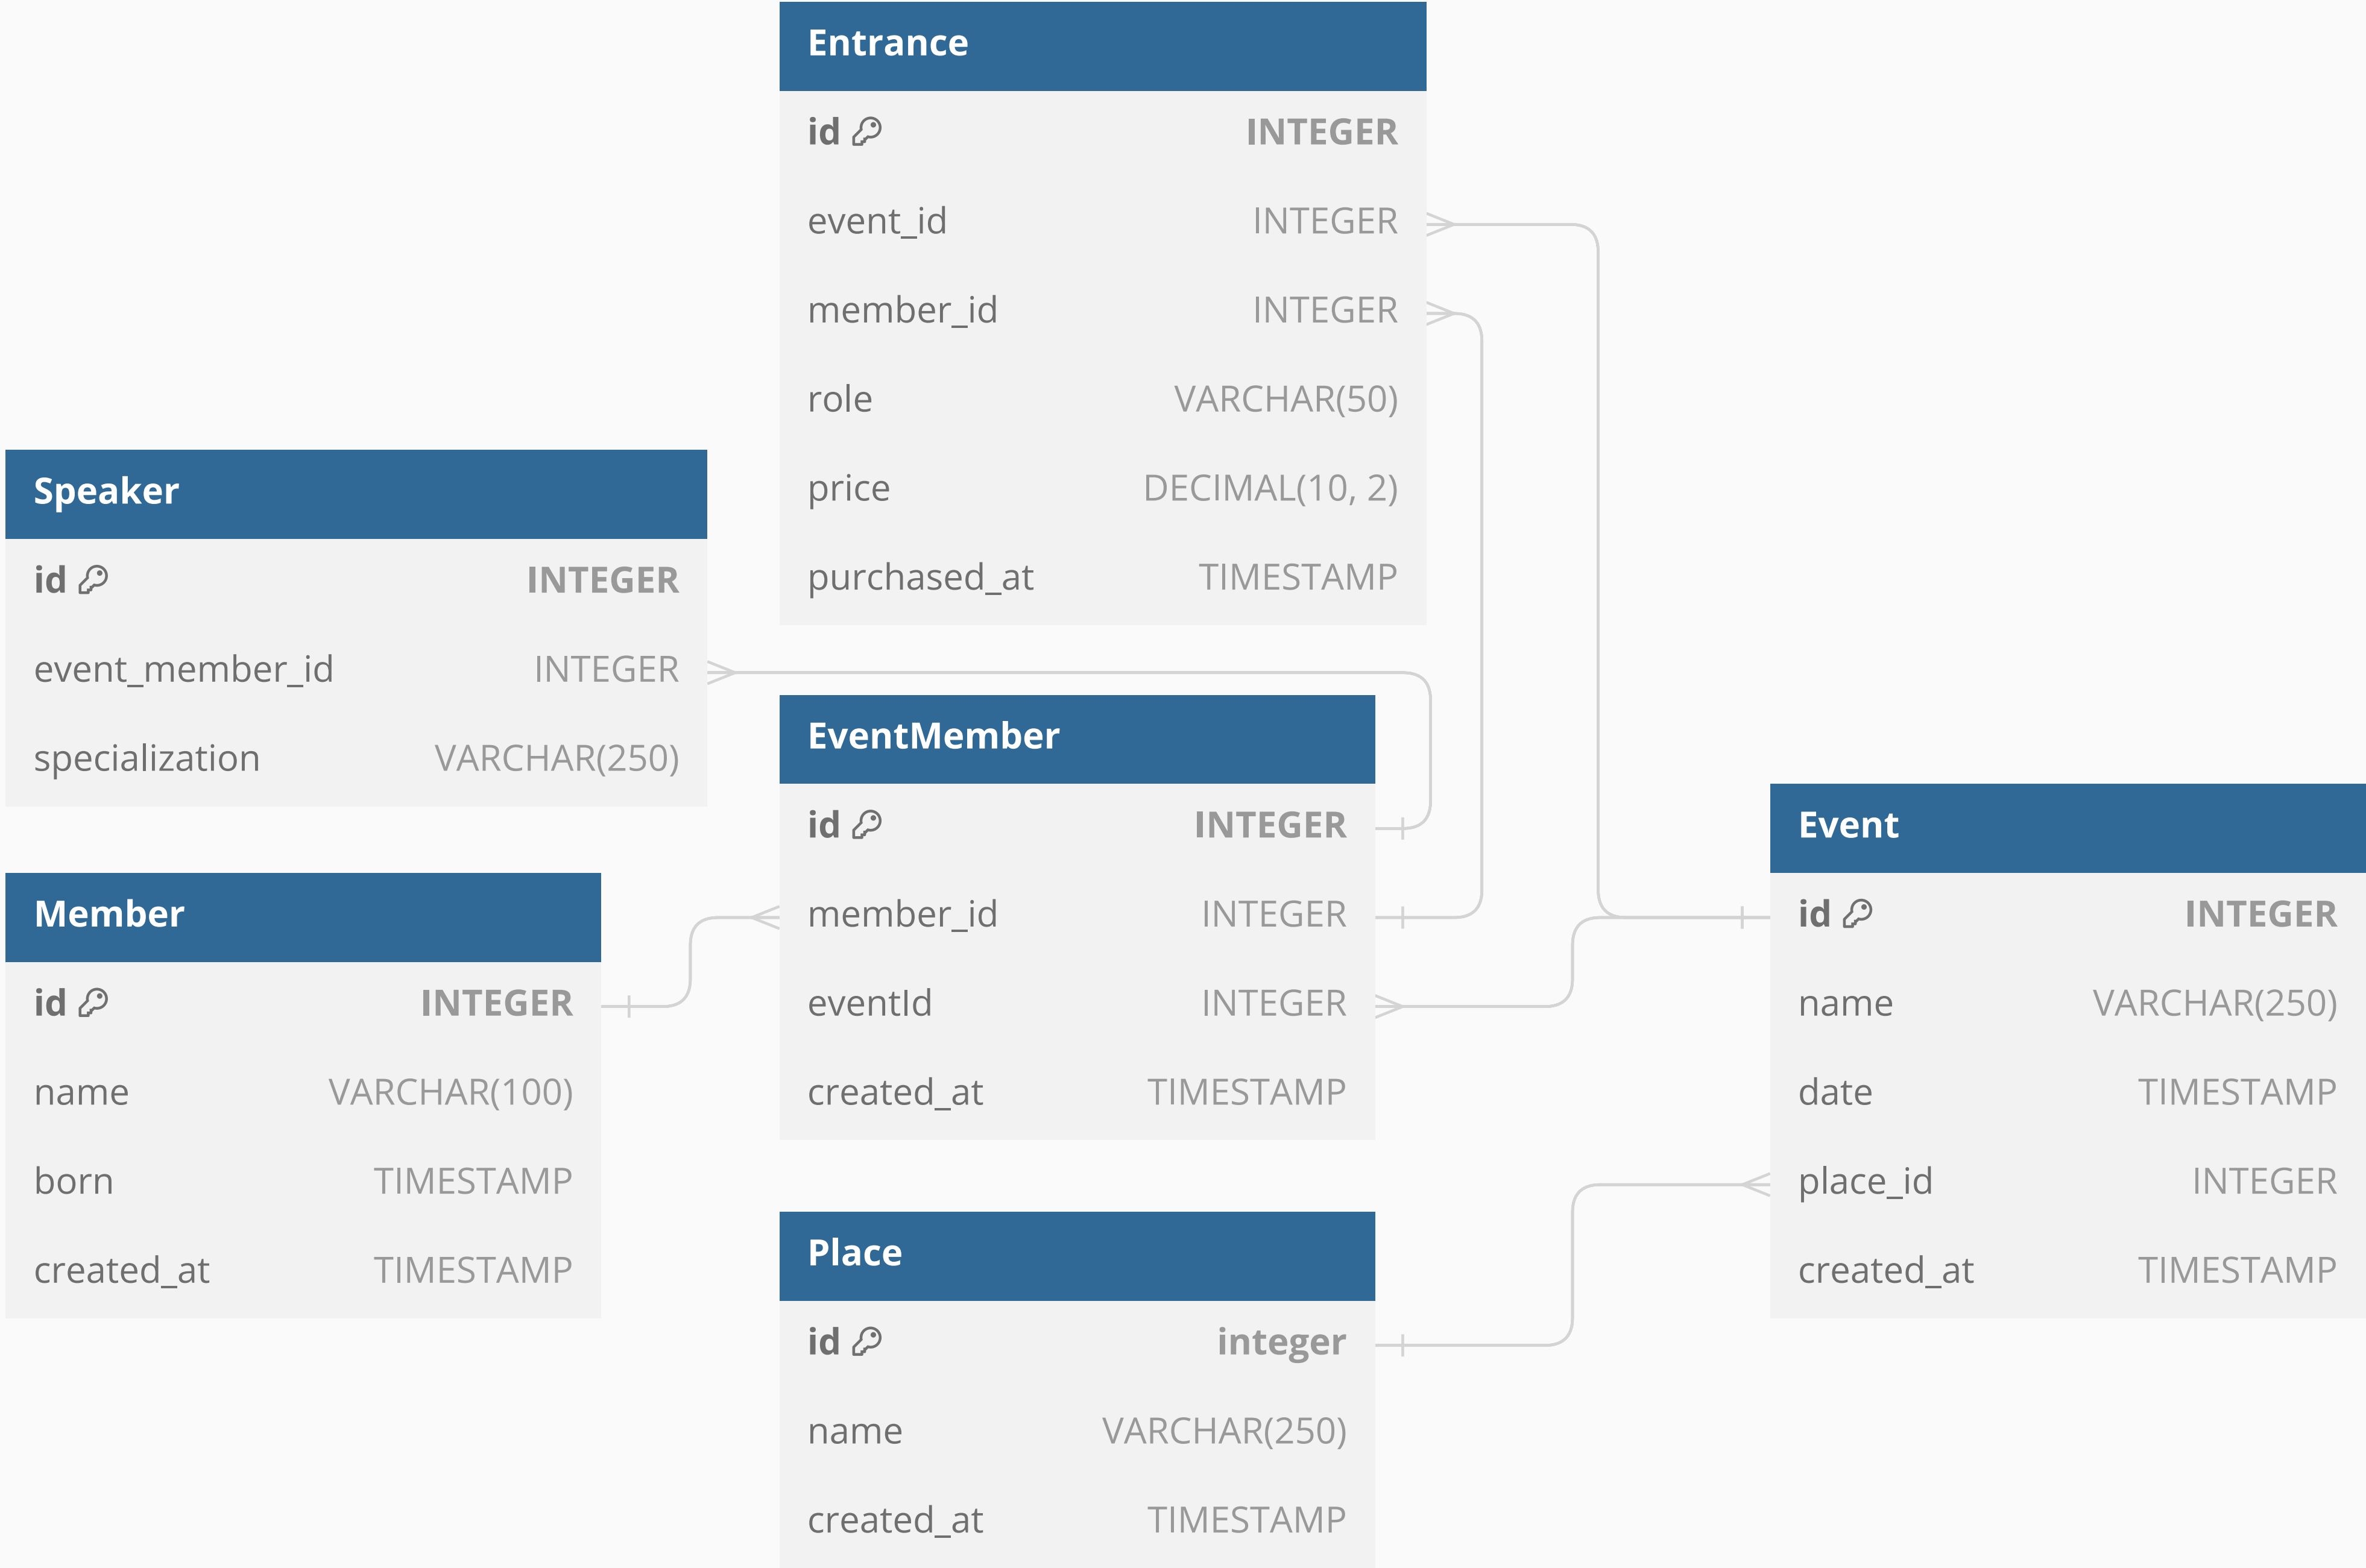 Entrance
id INTEGER
event_id INTEGER
member_id INTEGER
role VARCHAR(50)
price DECIMAL(10, 2)
purchased_at TIMESTAMP
Speaker
id INTEGER
event_member_id INTEGER
specialization VARCHAR(250)
EventMember
id INTEGER
member_id INTEGER
eventId INTEGER
created_at TIMESTAMP
Event
id INTEGER
name VARCHAR(250)
date TIMESTAMP
place_id INTEGER
created_at TIMESTAMP
Member
id INTEGER
name VARCHAR(100)
born TIMESTAMP
created_at TIMESTAMP
Place
id integer
name VARCHAR(250)
created_at TIMESTAMP